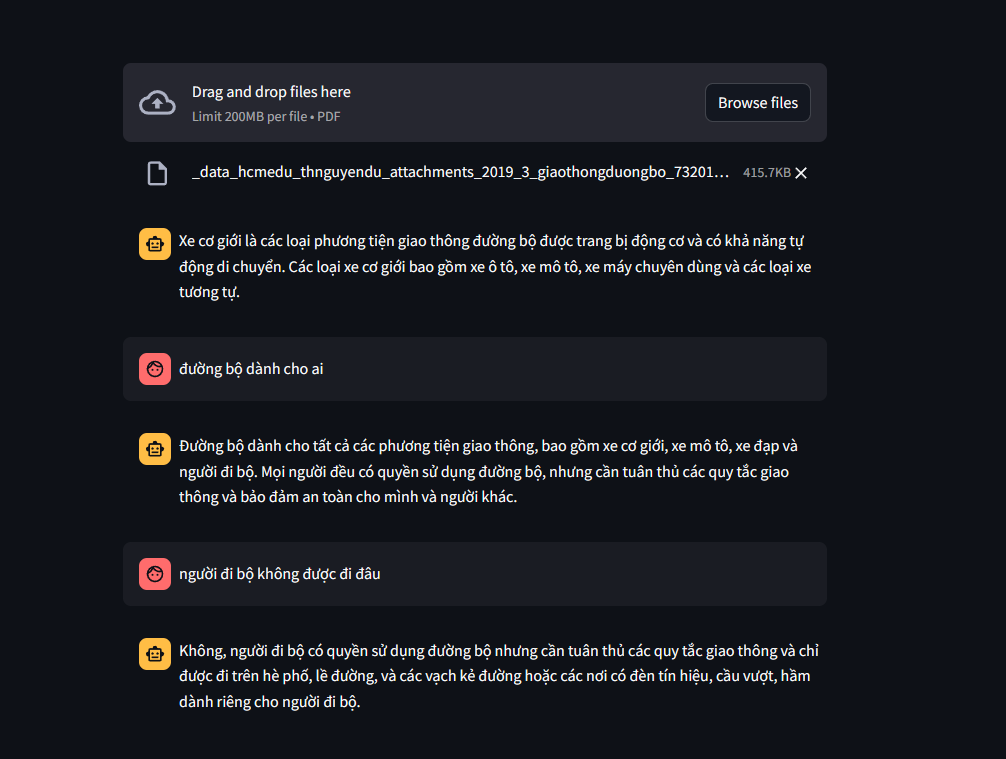 Drag and drop files here
Limit 200MB per file • PDF
Browse files
_data_hcmedu_thnguyendu_attachments_2019_3_giaothongduongbo_73201... 415.7KB
Xe cơ giới là các loại phương tiện giao thông đường bộ được trang bị động cơ và có khả năng tự
động di chuyển. Các loại xe cơ giới bao gồm xe ô tô, xe mô tô, xe máy chuyên dùng và các loại xe
tương tự.
đường bộ dành cho ai
Đường bộ dành cho tất cả các phương tiện giao thông, bao gồm xe cơ giới, xe mô tô, xe đạp và
người đi bộ. Mọi người đều có quyền sử dụng đường bộ, nhưng cần tuân thủ các quy tắc giao
thông và bảo đảm an toàn cho mình và người khác.
người đi bộ không được đi đâu
Không, người đi bộ có quyền sử dụng đường bộ nhưng cần tuân thủ các quy tắc giao thông và chỉ
được đi trên hè phố, lề đường, và các vạch kẻ đường hoặc các nơi có đèn tín hiệu, cầu vượt, hầm
dành riêng cho người đi bộ.